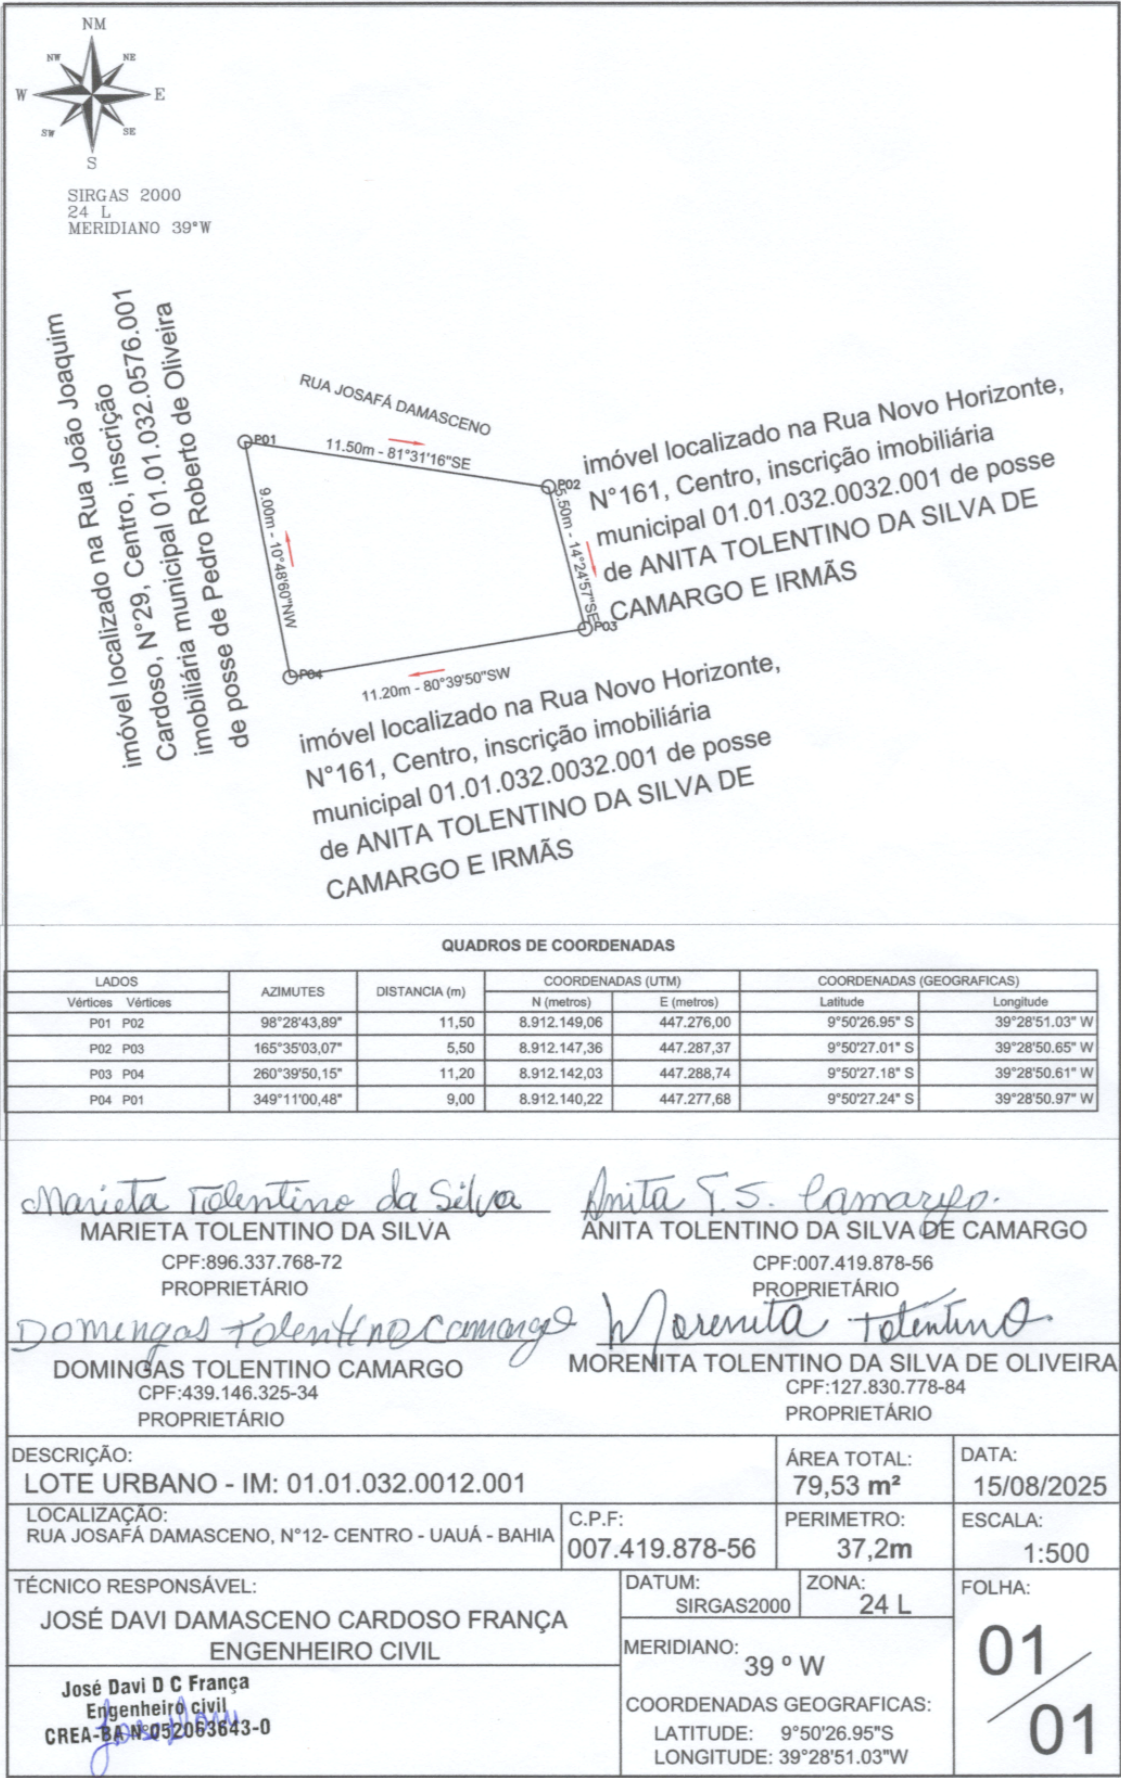 NM
NW NE
W E
SW SE
S
SIRGAS 2000
24 L
MERIDIANO 39°W
imóvel localizado na Rua João Joaquim
Cardoso, N°29, Centro, inscrição
imobiliária municipal 01.01.032.0576.001
de posse de Pedro Roberto de Oliveira
RUA JOSAFÁ DAMASCENO
P01
11.50m - 81°31'16"SE
P02
5.50m - 14°24'57"SE
P03
11.20m - 80°39'50"SW
P04
9.00m - 10°48'60"NW
imóvel localizado na Rua Novo Horizonte,
N°161, Centro, inscrição imobiliária
municipal 01.01.032.0032.001 de posse
de ANITA TOLENTINO DA SILVA DE
CAMARGO E IRMÃS
imóvel localizado na Rua Novo Horizonte,
N°161, Centro, inscrição imobiliária
municipal 01.01.032.0032.001 de posse
de ANITA TOLENTINO DA SILVA DE
CAMARGO E IRMÃS
QUADROS DE COORDENADAS
LADOS AZIMUTES DISTANCIA (m) COORDENADAS (UTM) COORDENADAS (GEOGRAFICAS)
Vértices Vértices N (metros) E (metros) Latitude Longitude
P01 P02 98°28'43,89" 11,50 8.912.149,06 447.276,00 9°50'26.95" S 39°28'51.03" W
P02 P03 165°35'03,07" 5,50 8.912.147,36 447.287,37 9°50'27.01" S 39°28'50.65" W
P03 P04 260°39'50,15" 11,20 8.912.142,03 447.288,74 9°50'27.18" S 39°28'50.61" W
P04 P01 349°11'00,48" 9,00 8.912.140,22 447.277,68 9°50'27.24" S 39°28'50.97" W
Marieta Tolentino da Silva Anita T. S. Camargo.
MARIETA TOLENTINO DA SILVA ANITA TOLENTINO DA SILVA DE CAMARGO
CPF:896.337.768-72 CPF:007.419.878-56
PROPRIETÁRIO PROPRIETÁRIO
Domingas Tolentino Camargo Morenita Tolentino
DOMINGAS TOLENTINO CAMARGO MORENITA TOLENTINO DA SILVA DE OLIVEIRA
CPF:439.146.325-34 CPF:127.830.778-84
PROPRIETÁRIO PROPRIETÁRIO
DESCRIÇÃO: ÁREA TOTAL: DATA:
LOTE URBANO - IM: 01.01.032.0012.001 79,53 m² 15/08/2025
LOCALIZAÇÃO: C.P.F: PERIMETRO: ESCALA:
RUA JOSAFÁ DAMASCENO, N°12- CENTRO - UAUÁ - BAHIA 007.419.878-56 37,2m 1:500
TÉCNICO RESPONSÁVEL: DATUM: ZONA: FOLHA:
SIRGAS2000 24 L
JOSÉ DAVI DAMASCENO CARDOSO FRANÇA
ENGENHEIRO CIVIL
MERIDIANO:
39 º W
01
01
José Davi D C França
Engenheiro civil
CREA-BA Nº052063643-0
COORDENADAS GEOGRAFICAS:
LATITUDE: 9°50'26.95"S
LONGITUDE: 39°28'51.03"W